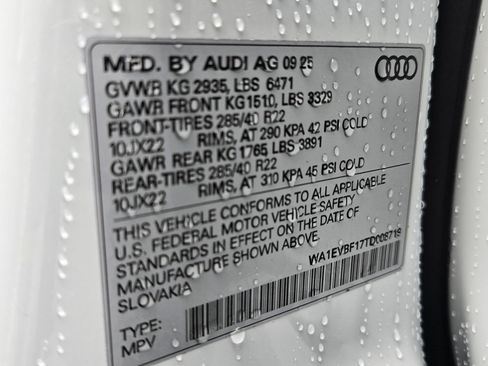 MFD. BY AUDI AG 09 25
GVWR KG 2935, LBS 6471
GAWR FRONT KG 1510, LBS 3329
FRONT-TIRES 285/40 R22
10JX22 RIMS, AT 290 KPA 42 PSI COLD
GAWR REAR KG 1765 LBS 3891
REAR-TIRES 285/40 R22
10JX22 RIMS, AT 310 KPA 45 PSI COLD
THIS VEHICLE CONFORMS TO ALL APPLICABLE
U.S. FEDERAL MOTOR VEHICLE SAFETY
STANDARDS IN EFFECT ON THE DATE OF
MANUFACTURE SHOWN ABOVE.
SLOVAKIA
WA1EVBF17TD008719
TYPE:
MPV